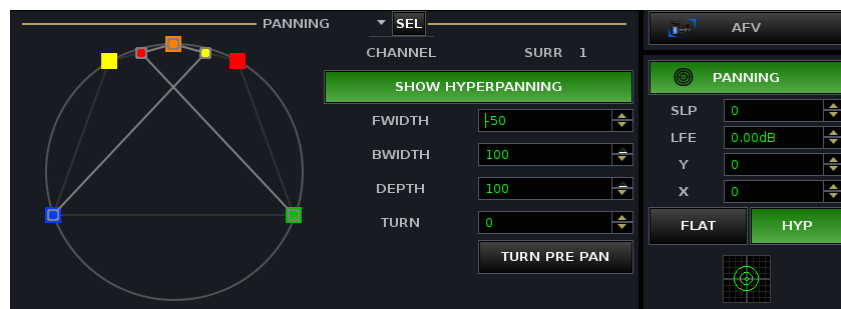 PANNING SEL
CHANNEL SURR 1
SHOW HYPERPANNING
FWIDTH -50
BWIDTH 100
DEPTH 100
TURN 0
TURN PRE PAN
AFV
PANNING
SLP 0
LFE 0.00dB
Y 0
X 0
FLAT HYP